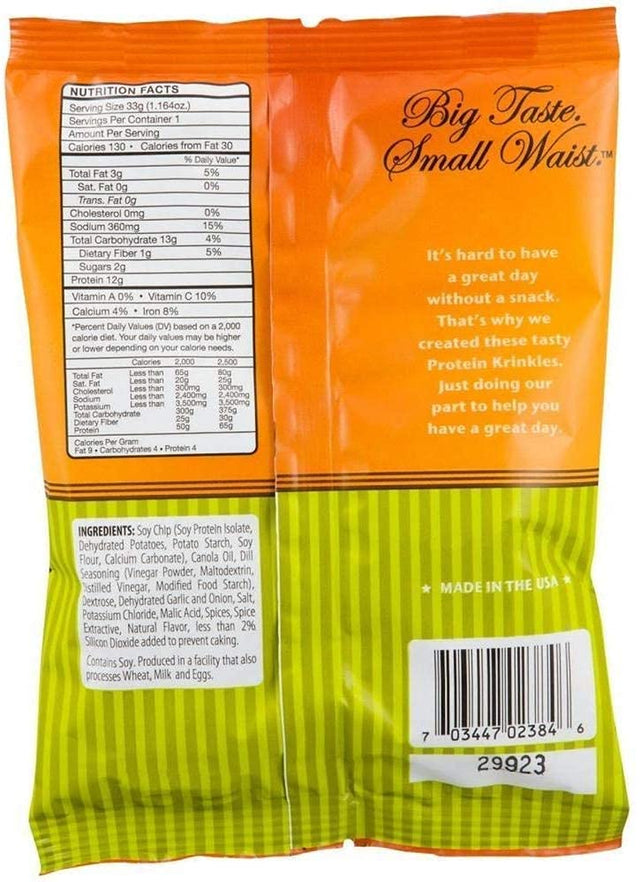 NUTRITION FACTS
Serving Size 33g (1.164oz.)
Servings Per Container 1
Amount Per Serving
Calories 130 • Calories from Fat 30
% Daily Value*
Total Fat 3g 5%
Sat. Fat 0g 0%
Trans. Fat 0g
Cholesterol 0mg 0%
Sodium 360mg 15%
Total Carbohydrate 13g 4%
Dietary Fiber 1g 5%
Sugars 2g
Protein 12g
Vitamin A 0% • Vitamin C 10%
Calcium 4% • Iron 8%
*Percent Daily Values (DV) based on a 2,000
calorie diet. Your daily values may be higher
or lower depending on your calorie needs.
Calories 2,000 2,500
Total Fat Less than 65g 80g
Sat. Fat Less than 20g 25g
Cholesterol Less than 300mg 300mg
Sodium Less than 2,400mg 2,400mg
Potassium 3,500mg 3,500mg
Total Carbohydrate 300g 375g
Dietary Fiber 25g 30g
Protein 50g 65g
Calories Per Gram
Fat 9 • Carbohydrates 4 • Protein 4
INGREDIENTS: Soy Chip (Soy Protein Isolate,
Dehydrated Potatoes, Potato Starch, Soy
Flour, Calcium Carbonate), Canola Oil, Dill
Seasoning (Vinegar Powder, Maltodextrin,
Distilled Vinegar, Modified Food Starch),
Dextrose, Dehydrated Garlic and Onion, Salt,
Potassium Chloride, Malic Acid, Spices, Spice
Extractive, Natural Flavor, less than 2%
Silicon Dioxide added to prevent caking.
Contains Soy. Produced in a facility that also
processes Wheat, Milk and Eggs.
Big Taste.
Small Waist.™
It's hard to have
a great day
without a snack.
That's why we
created these tasty
Protein Krinkles.
Just doing our
part to help you
have a great day.
★ MADE IN THE USA ★
7 03447 02384 6
29923